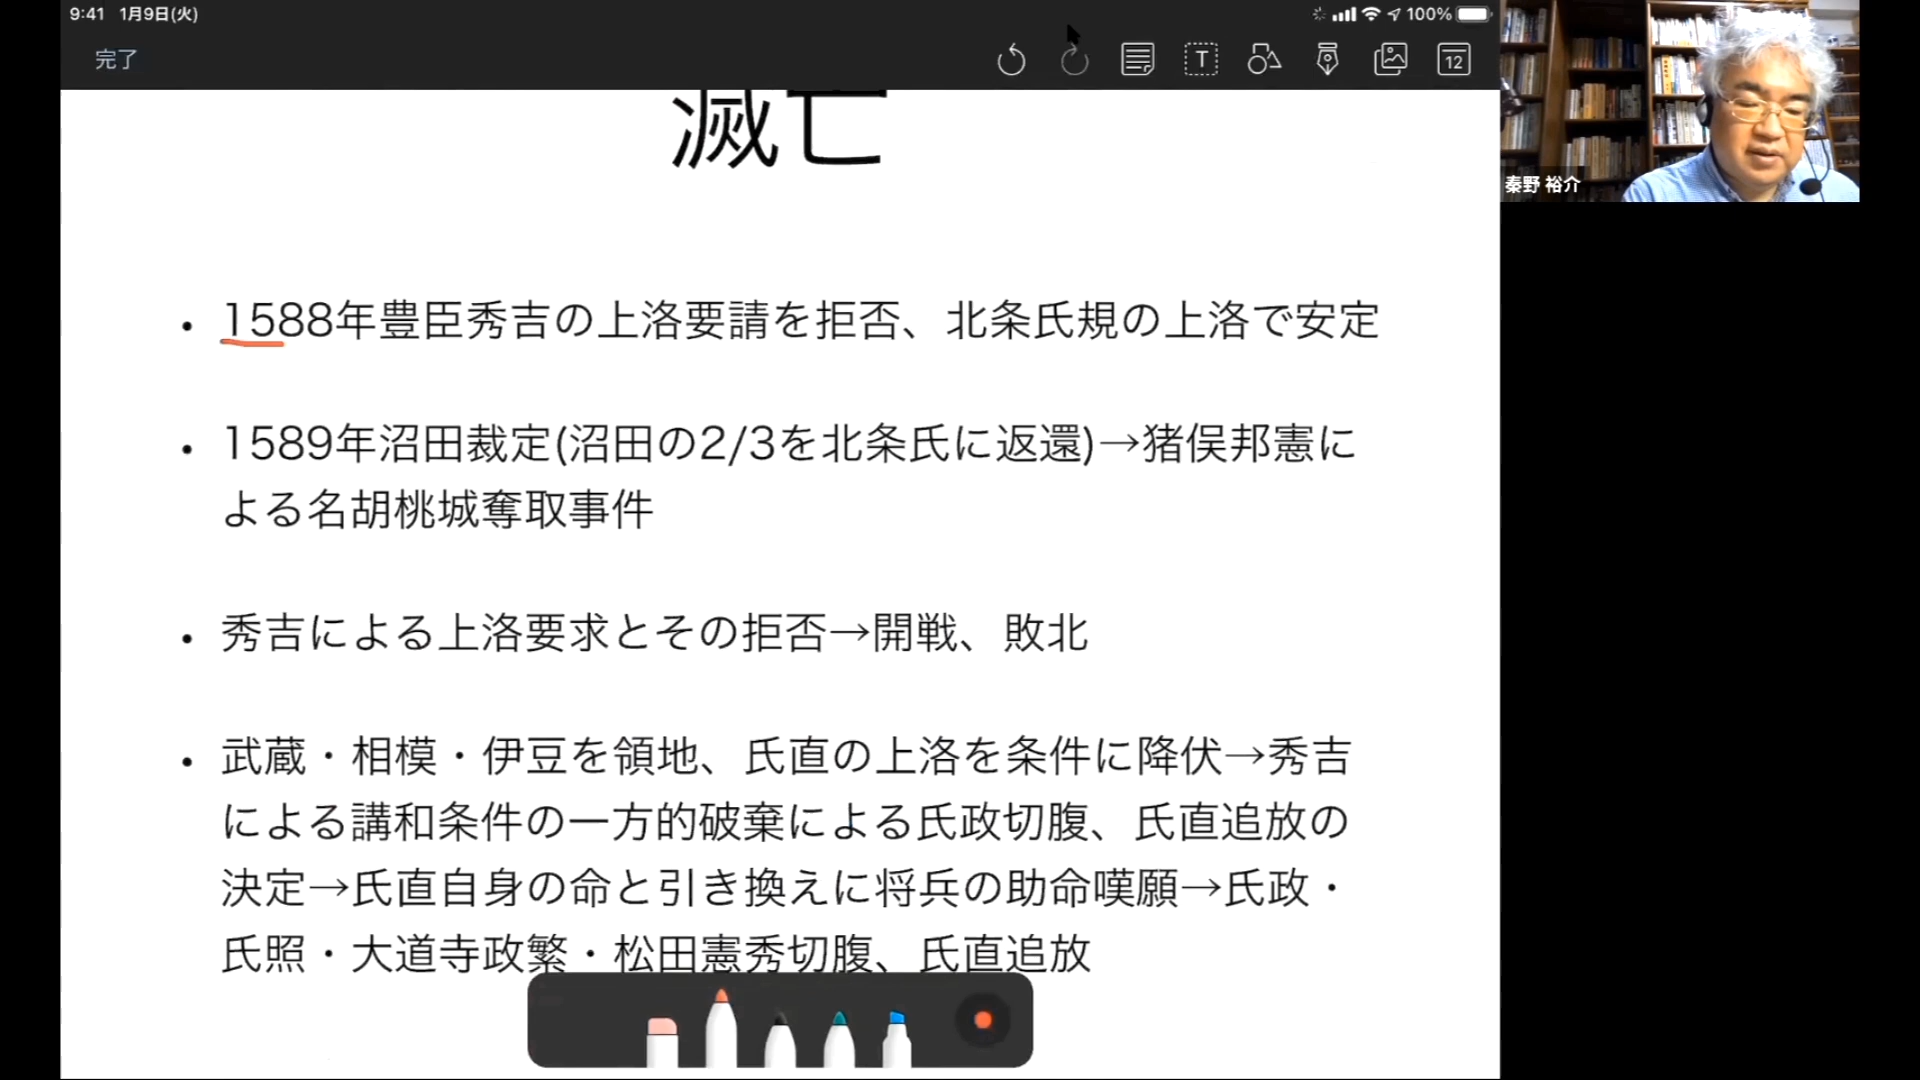 9:41 1月9日(火)
100%
完了
T
12
滅亡
秦野 裕介
• 1588年豊臣秀吉の上洛要請を拒否、北条氏規の上洛で安定
• 1589年沼田裁定(沼田の2/3を北条氏に返還)→猪俣邦憲に
よる名胡桃城奪取事件
• 秀吉による上洛要求とその拒否→開戦、敗北
• 武蔵・相模・伊豆を領地、氏直の上洛を条件に降伏→秀吉
による講和条件の一方的破棄による氏政切腹、氏直追放の
決定→氏直自身の命と引き換えに将兵の助命嘆願→氏政・
氏照・大道寺政繁・松田憲秀切腹、氏直追放